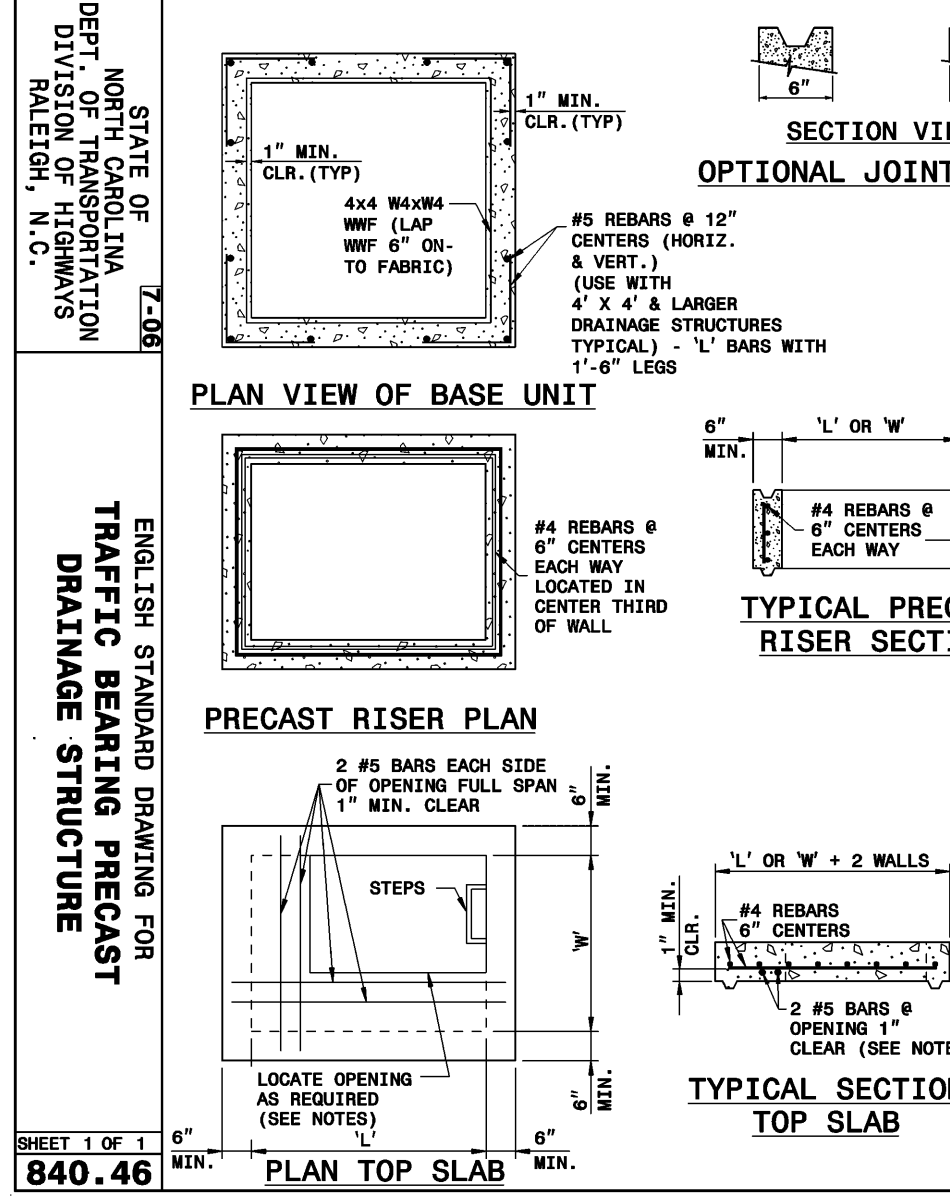 STATE OF
NORTH CAROLINA
DEPT. OF TRANSPORTATION
DIVISION OF HIGHWAYS
RALEIGH, N.C.
7-06
ENGLISH STANDARD DRAWING FOR
TRAFFIC BEARING PRECAST
DRAINAGE STRUCTURE
SHEET 1 OF 1
840.46
1" MIN.
CLR.(TYP)
1" MIN.
CLR.(TYP)
4x4 W4xW4
WWF (LAP
WWF 6" ON-
TO FABRIC)
#5 REBARS @ 12"
CENTERS (HORIZ.
& VERT.)
(USE WITH
4' X 4' & LARGER
DRAINAGE STRUCTURES
TYPICAL) - 'L' BARS WITH
1'-6" LEGS
PLAN VIEW OF BASE UNIT
6"
SECTION VI
OPTIONAL JOINT
#4 REBARS @
6" CENTERS
EACH WAY
LOCATED IN
CENTER THIRD
OF WALL
PRECAST RISER PLAN
6"
MIN.
'L' OR 'W'
#4 REBARS @
6" CENTERS
EACH WAY
TYPICAL PREC
RISER SECTI
2 #5 BARS EACH SIDE
OF OPENING FULL SPAN
1" MIN. CLEAR
6"
MIN.
STEPS
'W'
LOCATE OPENING
AS REQUIRED
(SEE NOTES)
6"
MIN.
6"
MIN.
'L'
6"
MIN.
PLAN TOP SLAB
'L' OR 'W' + 2 WALLS
1" MIN.
CLR.
#4 REBARS
6" CENTERS
2 #5 BARS @
OPENING 1"
CLEAR (SEE NOTE
TYPICAL SECTION
TOP SLAB